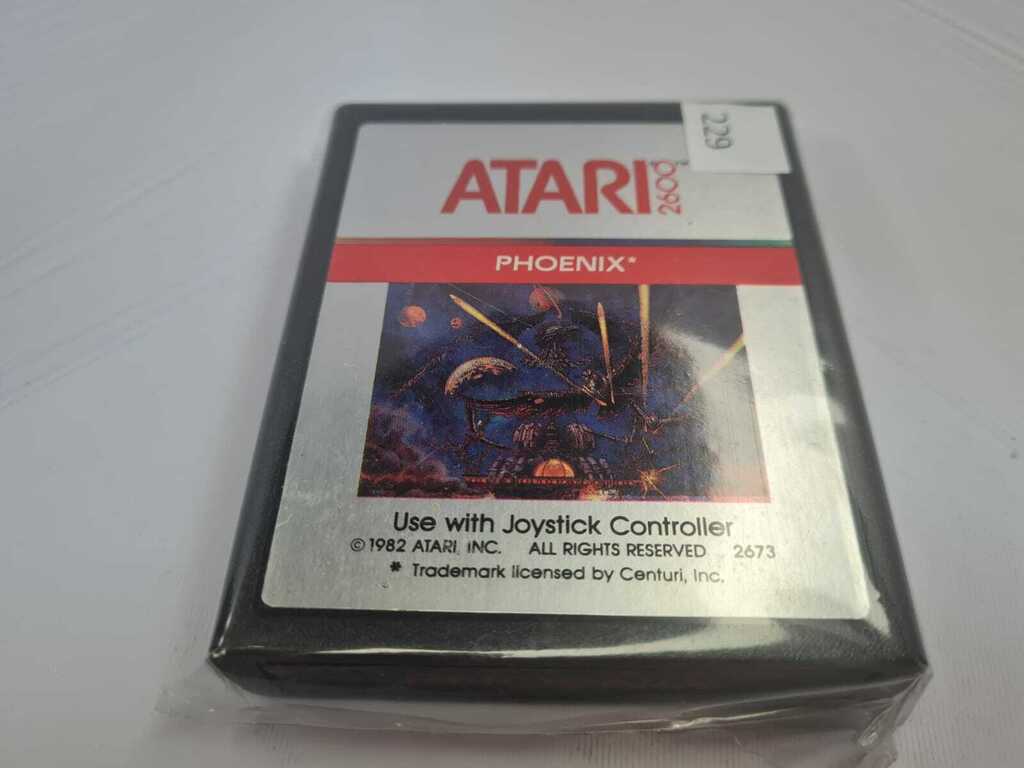 229
ATARI 2600
PHOENIX*
Use with Joystick Controller
© 1982 ATARI, INC. ALL RIGHTS RESERVED 2673
* Trademark licensed by Centuri, Inc.